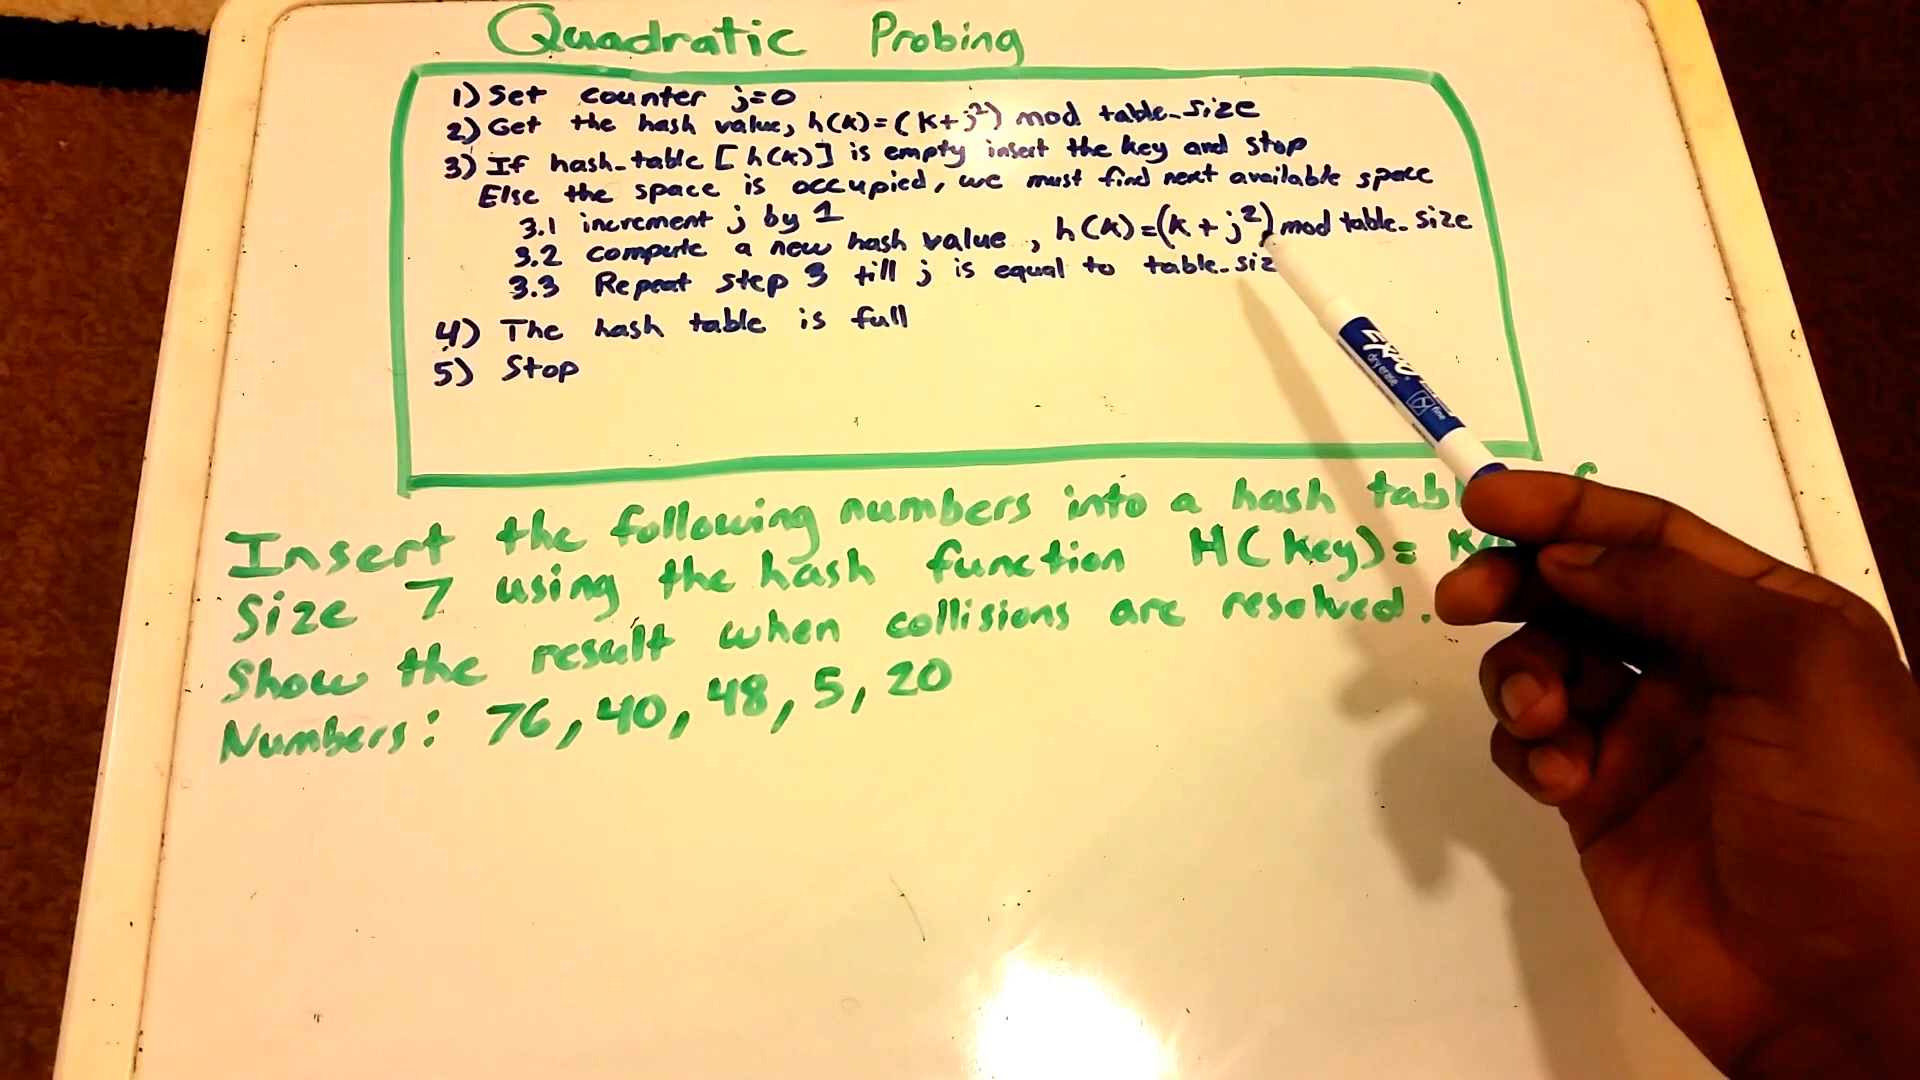 Quadratic Probing
1) Set counter j=0
2) Get the hash value, h(k)=(k+j²) mod table_size
3) If hash_table [h(k)] is empty insert the key and stop
Else the space is occupied, we must find next available space
3.1 increment j by 1
3.2 compute a new hash value, h(k)=(k+j²) mod table_size
3.3 Repeat step 3 till j is equal to table_siz
4) The hash table is full
5) Stop
Insert the following numbers into a hash tabl
Size 7 using the hash function H(key)=
Show the result when collisions are resolved.
Numbers: 76, 40, 48, 5, 20
EXPO
dry erase
fine